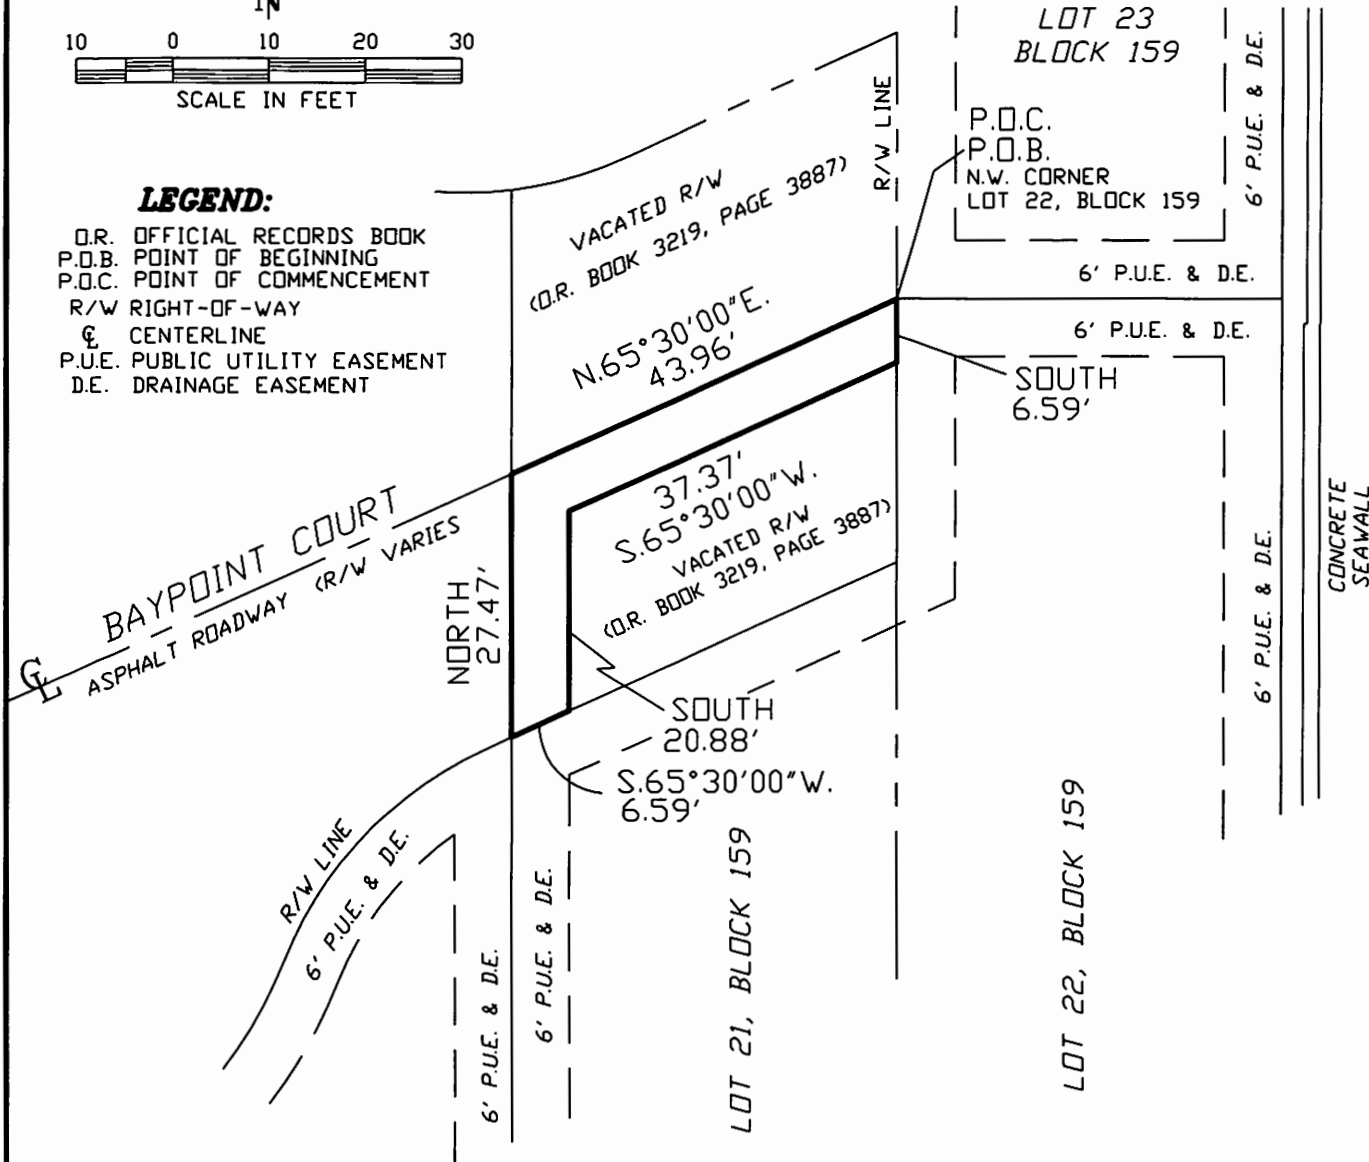 N
10 0 10 20 30
SCALE IN FEET
LEGEND:
O.R. OFFICIAL RECORDS BOOK
P.O.B. POINT OF BEGINNING
P.O.C. POINT OF COMMENCEMENT
R/W RIGHT-OF-WAY
℄ CENTERLINE
P.U.E. PUBLIC UTILITY EASEMENT
D.E. DRAINAGE EASEMENT
LOT 23
BLOCK 159
6' P.U.E. & D.E.
R/W LINE
P.O.C.
P.O.B.
N.W. CORNER
LOT 22, BLOCK 159
VACATED R/W
(O.R. BOOK 3219, PAGE 3887)
6' P.U.E. & D.E.
6' P.U.E. & D.E.
N.65°30'00"E.
43.96'
SOUTH
6.59'
37.37'
S.65°30'00"W.
VACATED R/W
(O.R. BOOK 3219, PAGE 3887)
BAYPOINT COURT
ASPHALT ROADWAY (R/W VARIES
℄
NORTH
27.47'
SOUTH
20.88'
S.65°30'00"W.
6.59'
CONCRETE
SEAWALL
6' P.U.E. & D.E.
R/W LINE
6' P.U.E. & D.E.
6' P.U.E. & D.E.
6' P.U.E. & D.E.
LOT 21, BLOCK 159
LOT 22, BLOCK 159